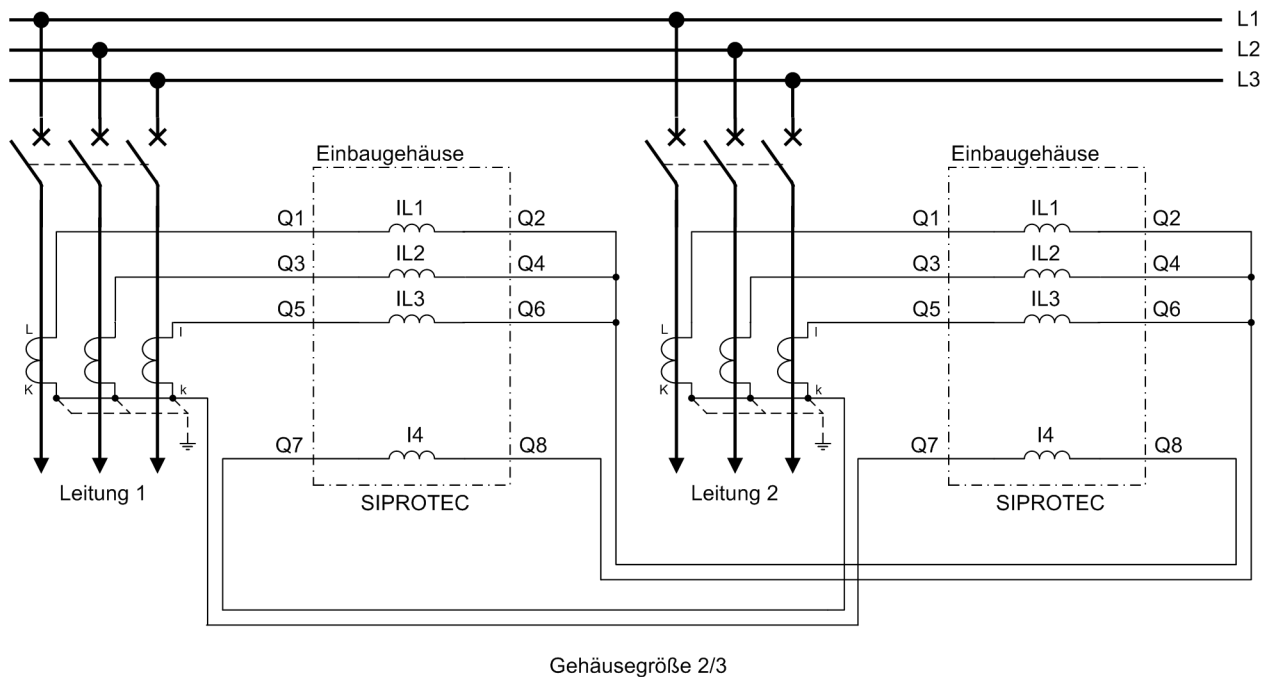 L1
L2
L3
Einbaugehäuse
Einbaugehäuse
Q1 IL1 Q2
Q1 IL1 Q2
Q3 IL2 Q4
Q3 IL2 Q4
Q5 IL3 Q6
Q5 IL3 Q6
L l
L l
K k
K k
Q7 I4 Q8
Q7 I4 Q8
Leitung 1
SIPROTEC
Leitung 2
SIPROTEC
Gehäusegröße 2/3